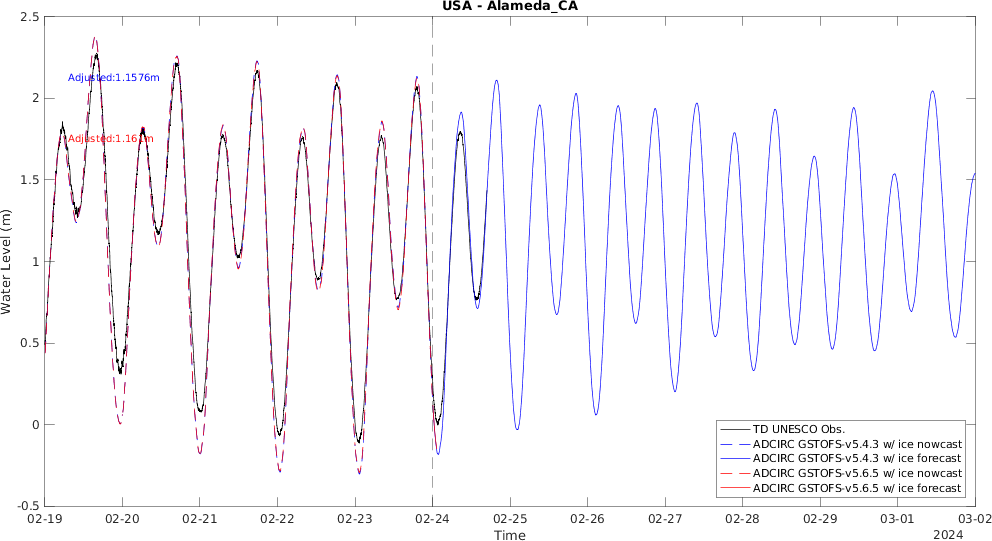 USA - Alameda_CA
2.5
2
1.5
1
0.5
0
-0.5
Water Level (m)
Adjusted:1.1576m
Adjusted:1.167m
TD UNESCO Obs.
ADCIRC GSTOFS-v5.4.3 w/ ice nowcast
ADCIRC GSTOFS-v5.4.3 w/ ice forecast
ADCIRC GSTOFS-v5.6.5 w/ ice nowcast
ADCIRC GSTOFS-v5.6.5 w/ ice forecast
02-19 02-20 02-21 02-22 02-23 02-24 02-25 02-26 02-27 02-28 02-29 03-01 03-02
Time
2024